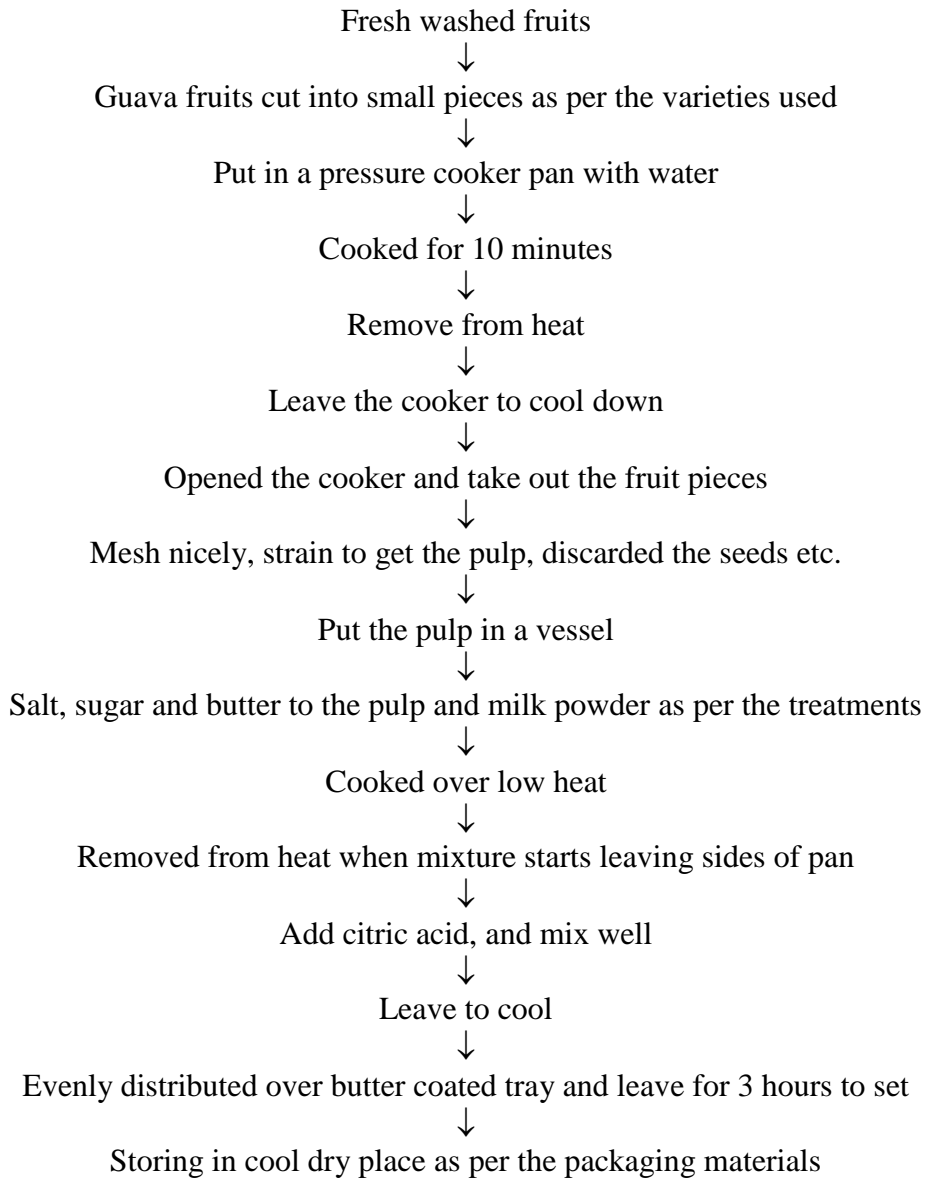 Fresh washed fruits
↓
Guava fruits cut into small pieces as per the varieties used
↓
Put in a pressure cooker pan with water
↓
Cooked for 10 minutes
↓
Remove from heat
↓
Leave the cooker to cool down
↓
Opened the cooker and take out the fruit pieces
↓
Mesh nicely, strain to get the pulp, discarded the seeds etc.
↓
Put the pulp in a vessel
↓
Salt, sugar and butter to the pulp and milk powder as per the treatments
↓
Cooked over low heat
↓
Removed from heat when mixture starts leaving sides of pan
↓
Add citric acid, and mix well
↓
Leave to cool
↓
Evenly distributed over butter coated tray and leave for 3 hours to set
↓
Storing in cool dry place as per the packaging materials